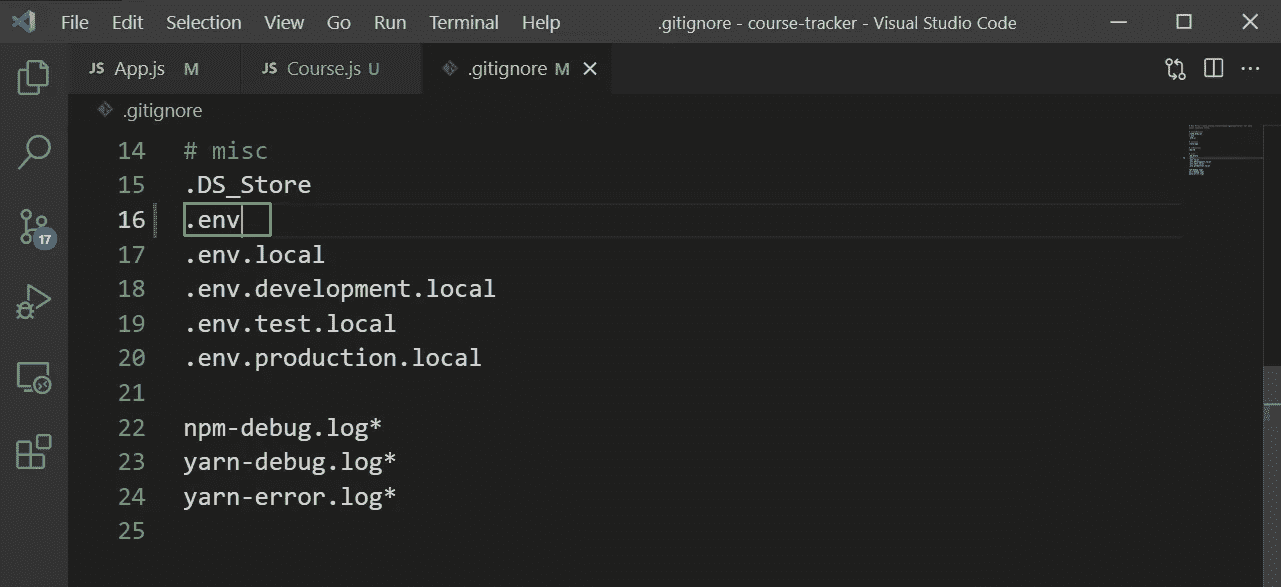 File Edit Selection View Go Run Terminal Help .gitignore - course-tracker - Visual Studio Code
JS App.js M JS Course.js U .gitignore M
.gitignore
14 # misc
15 .DS_Store
16 .env
17 .env.local
17
18 .env.development.local
19 .env.test.local
20 .env.production.local
21
22 npm-debug.log*
23 yarn-debug.log*
24 yarn-error.log*
25